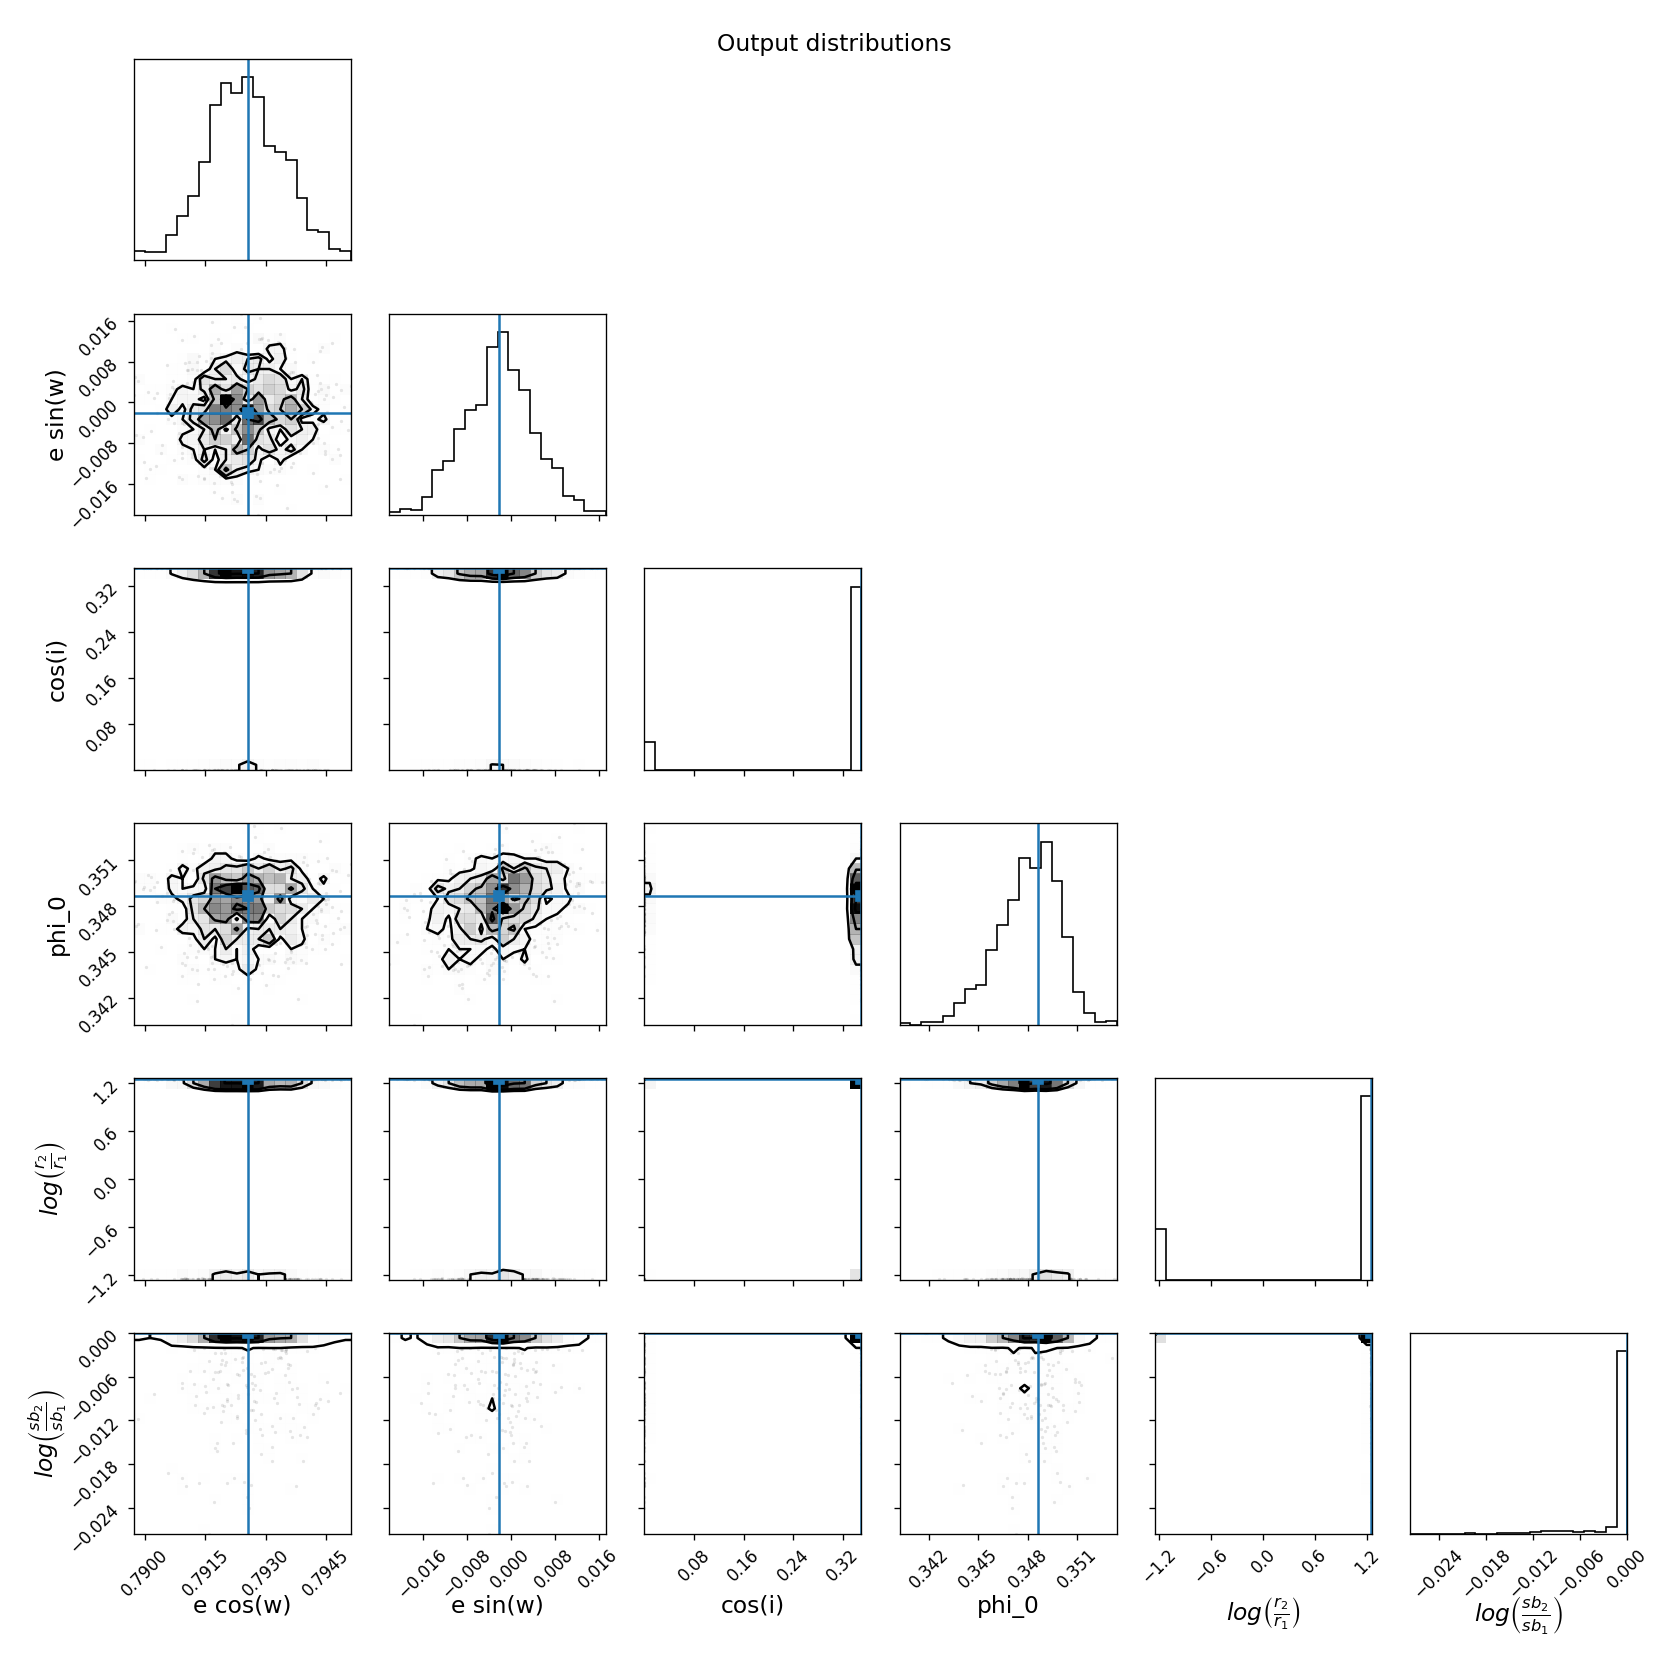 Output distributions
e sin(w)
0.016
0.008
0.000
−0.008
−0.016
cos(i)
0.32
0.24
0.16
0.08
phi_0
0.351
0.348
0.345
0.342
log(r₂/r₁)
1.2
0.6
0.0
−0.6
−1.2
log(sb₂/sb₁)
0.000
−0.006
−0.012
−0.018
−0.024
0.7900 0.7915 0.7930 0.7945
e cos(w)
−0.016 −0.008 0.000 0.008 0.016
e sin(w)
0.08 0.16 0.24 0.32
cos(i)
0.342 0.345 0.348 0.351
phi_0
−1.2 −0.6 0.0 0.6 1.2
log(r₂/r₁)
−0.024 −0.018 −0.012 −0.006 0.000
log(sb₂/sb₁)